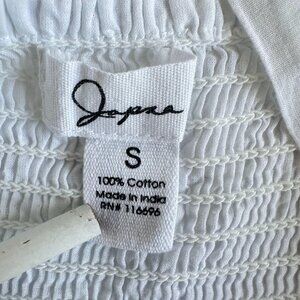 Japna
S
100% Cotton
Made in India
RN# 116696